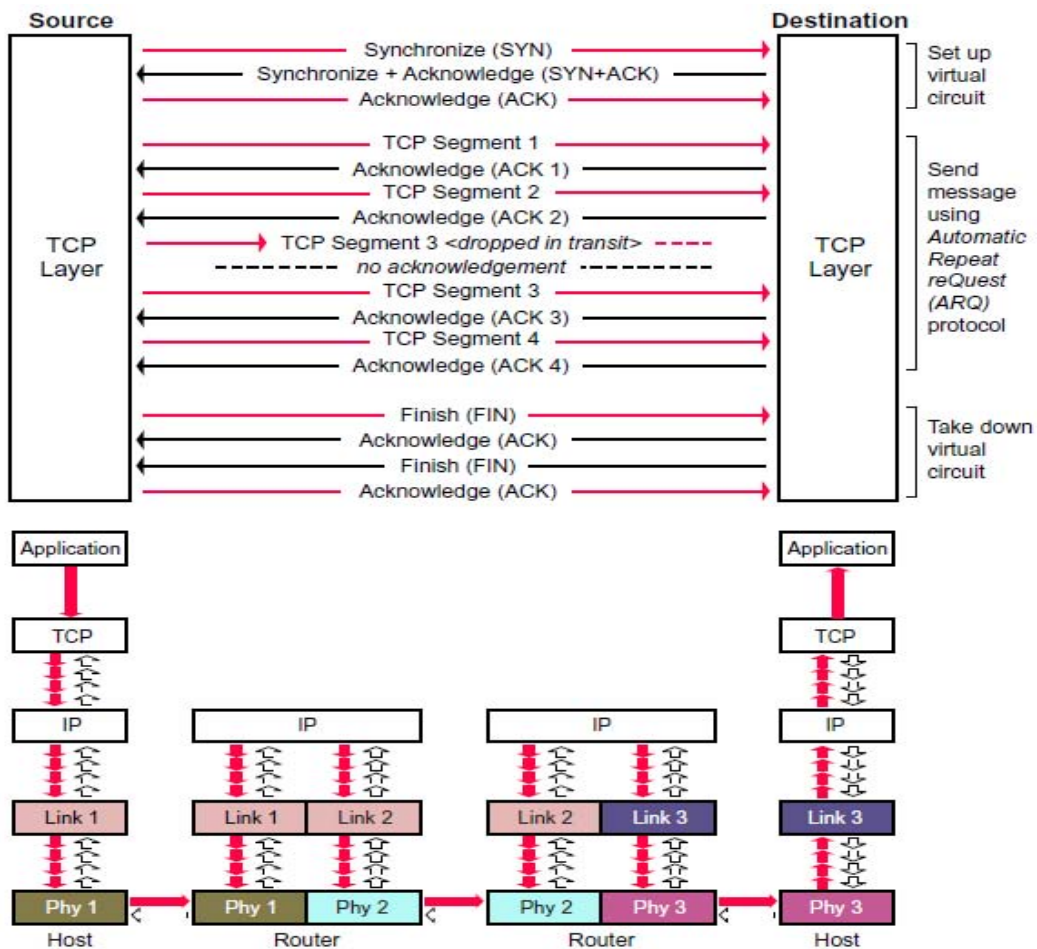 Source
Destination
Synchronize (SYN)
Synchronize + Acknowledge (SYN+ACK)
Acknowledge (ACK)
Set up
virtual
circuit
TCP Segment 1
Acknowledge (ACK 1)
TCP Segment 2
Acknowledge (ACK 2)
TCP Segment 3 <dropped in transit>
no acknowledgement
TCP Segment 3
Acknowledge (ACK 3)
TCP Segment 4
Acknowledge (ACK 4)
TCP
Layer
TCP
Layer
Send
message
using
Automatic
Repeat
reQuest
(ARQ)
protocol
Finish (FIN)
Acknowledge (ACK)
Finish (FIN)
Acknowledge (ACK)
Take down
virtual
circuit
Application
Application
TCP
TCP
IP
IP
IP
IP
Link 1
Link 1
Link 2
Link 2
Link 3
Link 3
Phy 1
Phy 1
Phy 2
Phy 2
Phy 3
Phy 3
Host
Router
Router
Host